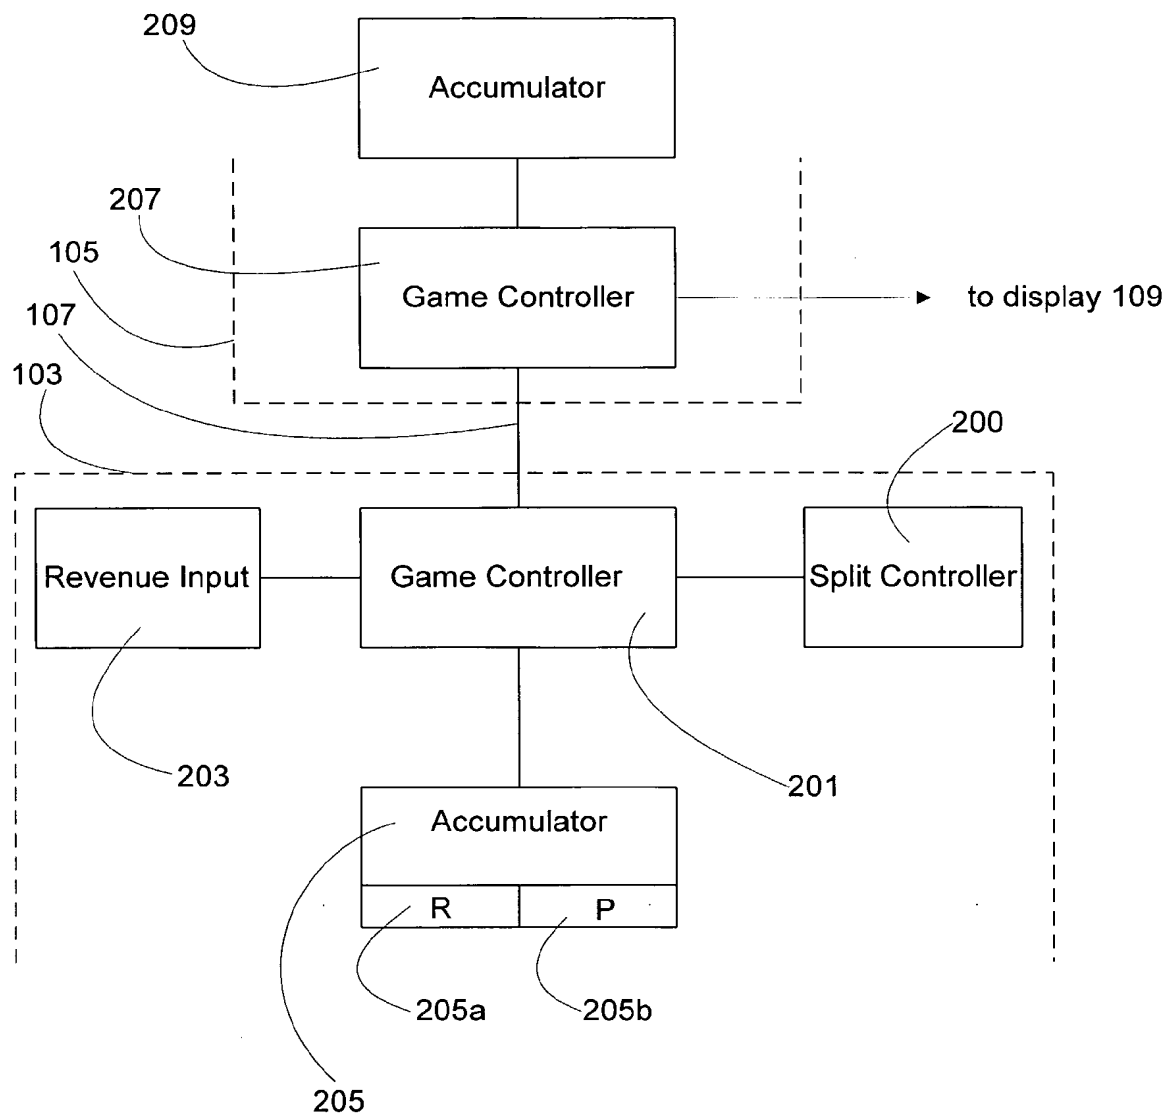 209
Accumulator
207
105
Game Controller
to display 109
107
103
200
Revenue Input
Game Controller
Split Controller
203
201
Accumulator
R
P
205a
205b
205